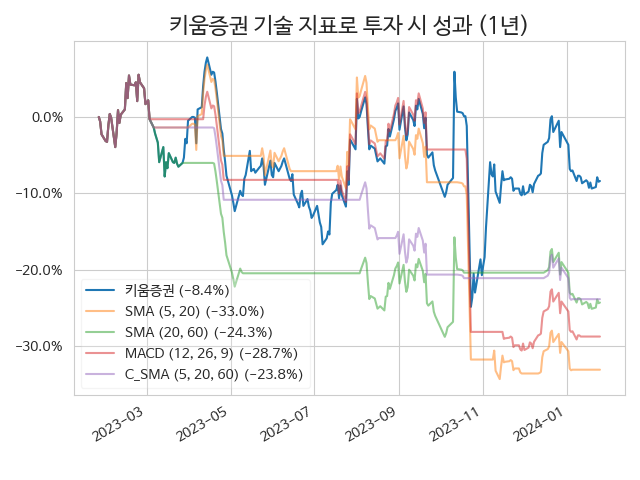 키움증권 기술 지표로 투자 시 성과 (1년)
0.0%
−10.0%
−20.0%
−30.0%
키움증권 (−8.4%)
SMA (5, 20) (−33.0%)
SMA (20, 60) (−24.3%)
MACD (12, 26, 9) (−28.7%)
C_SMA (5, 20, 60) (−23.8%)
2023-03
2023-05
2023-07
2023-09
2023-11
2024-01